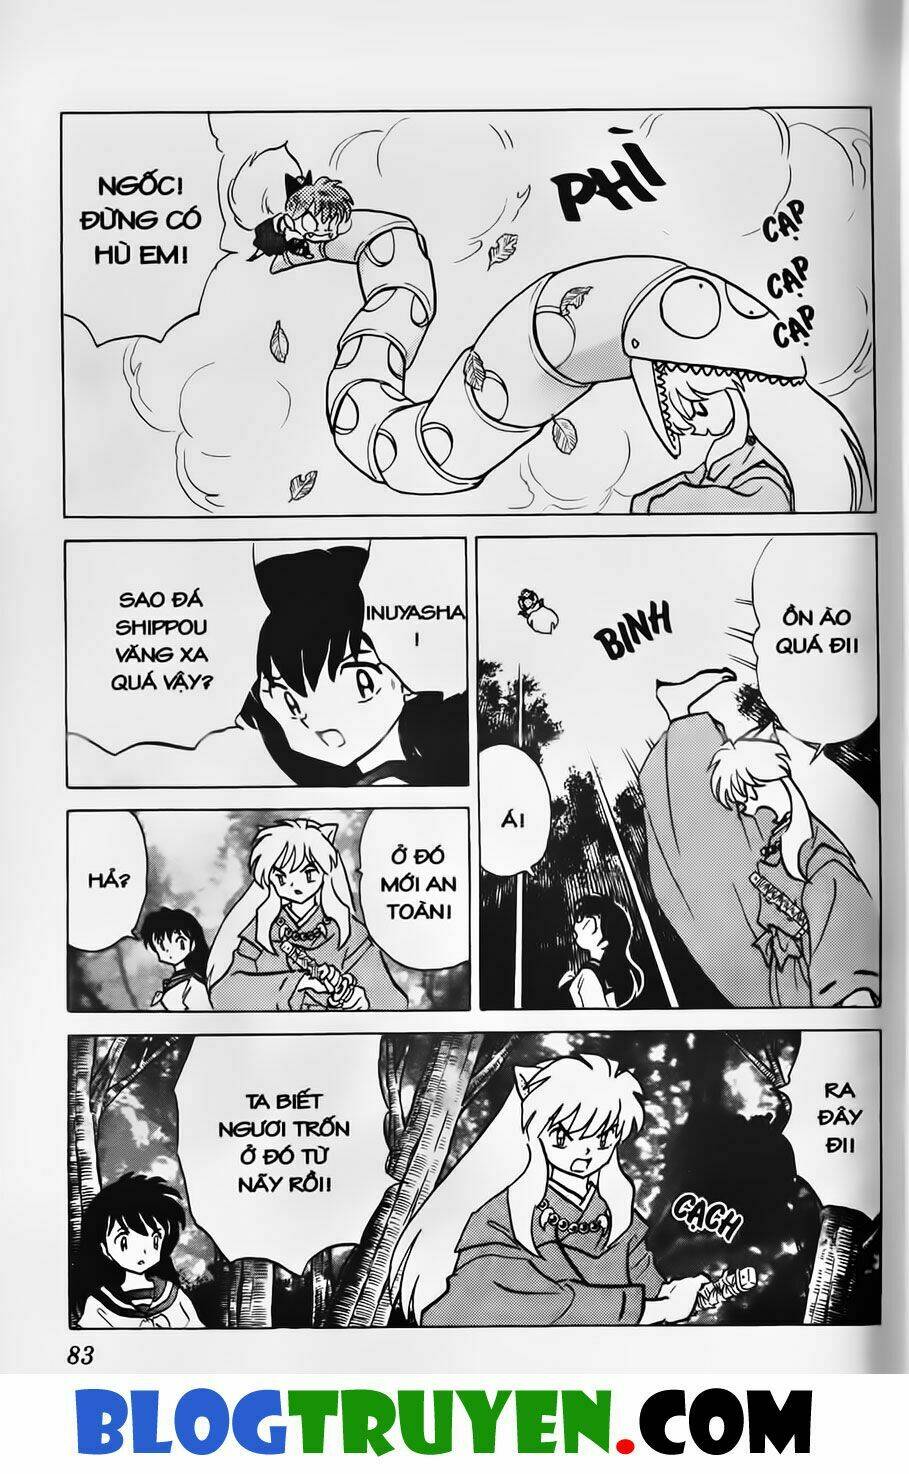 PHÌ
CẠP
CẠP
CẠP
NGỐC!
ĐỪNG CÓ
HÙ EM!
ỒN ÀO
QUÁ ĐI!
BINH
ÁI
INUYASHA
!
SAO ĐÁ
SHIPPOU
VĂNG XA
QUÁ VẬY?
Ở ĐÓ
MỚI AN
TOÀN!
HẢ?
RA
ĐÂY
ĐI!
CẠCH
TA BIẾT
NGƯƠI TRỐN
Ở ĐÓ TỪ
NÃY RỒI!
83
BLOGTRUYEN.COM